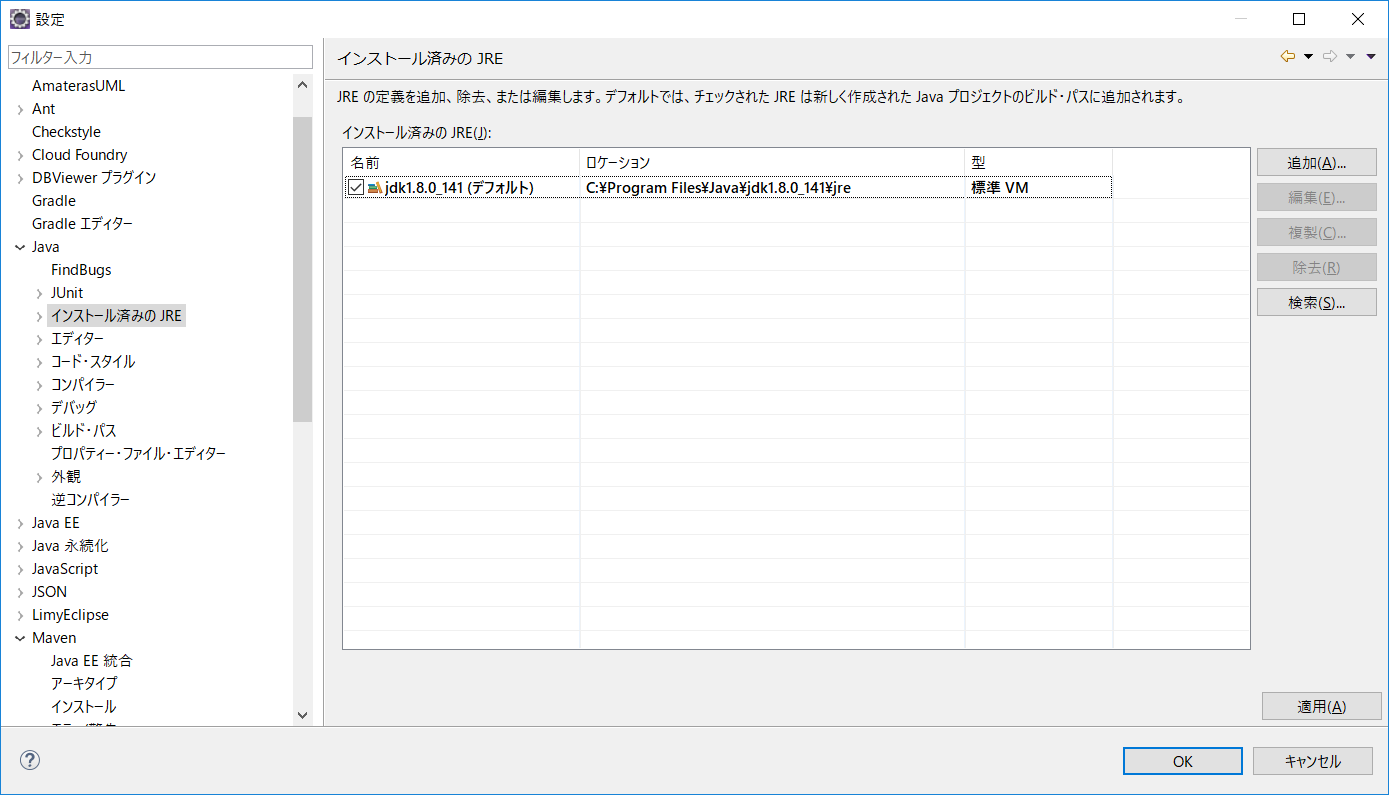 設定
フィルター入力
AmaterasUML
Ant
Checkstyle
Cloud Foundry
DBViewer プラグイン
Gradle
Gradle エディター
Java
FindBugs
JUnit
インストール済みの JRE
エディター
コード・スタイル
コンパイラー
デバッグ
ビルド・パス
プロパティー・ファイル・エディター
外観
逆コンパイラー
Java EE
Java 永続化
JavaScript
JSON
LimyEclipse
Maven
Java EE 統合
アーキタイプ
インストール
インストール済みの JRE
JRE の定義を追加、除去、または編集します。デフォルトでは、チェックされた JRE は新しく作成された Java プロジェクトのビルド・パスに追加されます。
インストール済みの JRE(J):
名前 ロケーション 型
jdk1.8.0_141 (デフォルト) C:¥Program Files¥Java¥jdk1.8.0_141¥jre 標準 VM
追加(A)...
編集(E)...
複製(C)...
除去(R)
検索(S)...
適用(A)
OK キャンセル